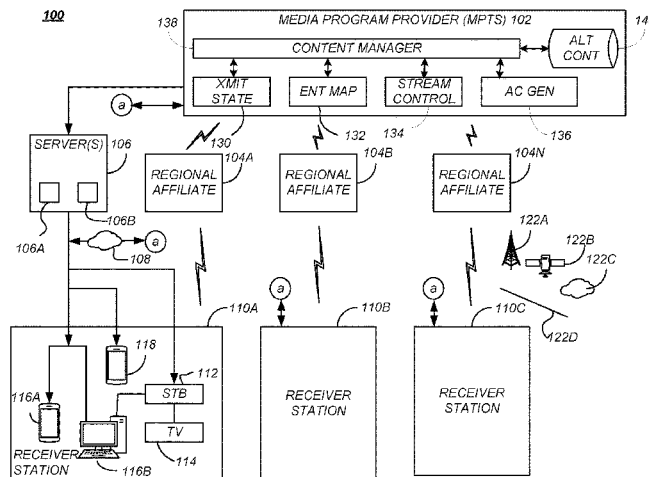 100
MEDIA PROGRAM PROVIDER (MPTS) 102
138
CONTENT MANAGER
ALT
CONT
14
XMIT
STATE
ENT MAP
STREAM
CONTROL
AC GEN
a
130
132
134
136
SERVER(S)
106
106A
106B
104A
REGIONAL
AFFILIATE
104B
REGIONAL
AFFILIATE
104N
REGIONAL
AFFILIATE
108
a
122A
122B
122C
122D
110A
a
110B
a
110C
118
112
STB
116A
TV
114
116B
RECEIVER
STATION
RECEIVER
STATION
RECEIVER
STATION